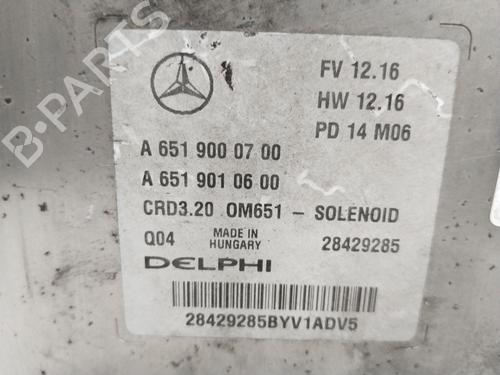 B-PARTS
FV 12.16
HW 12.16
PD 14 M06
A 651 900 07 00
A 651 901 06 00
CRD3.20 OM651 - SOLENOID
Q04 MADE IN HUNGARY 28429285
DELPHI
28429285BYV1ADV5